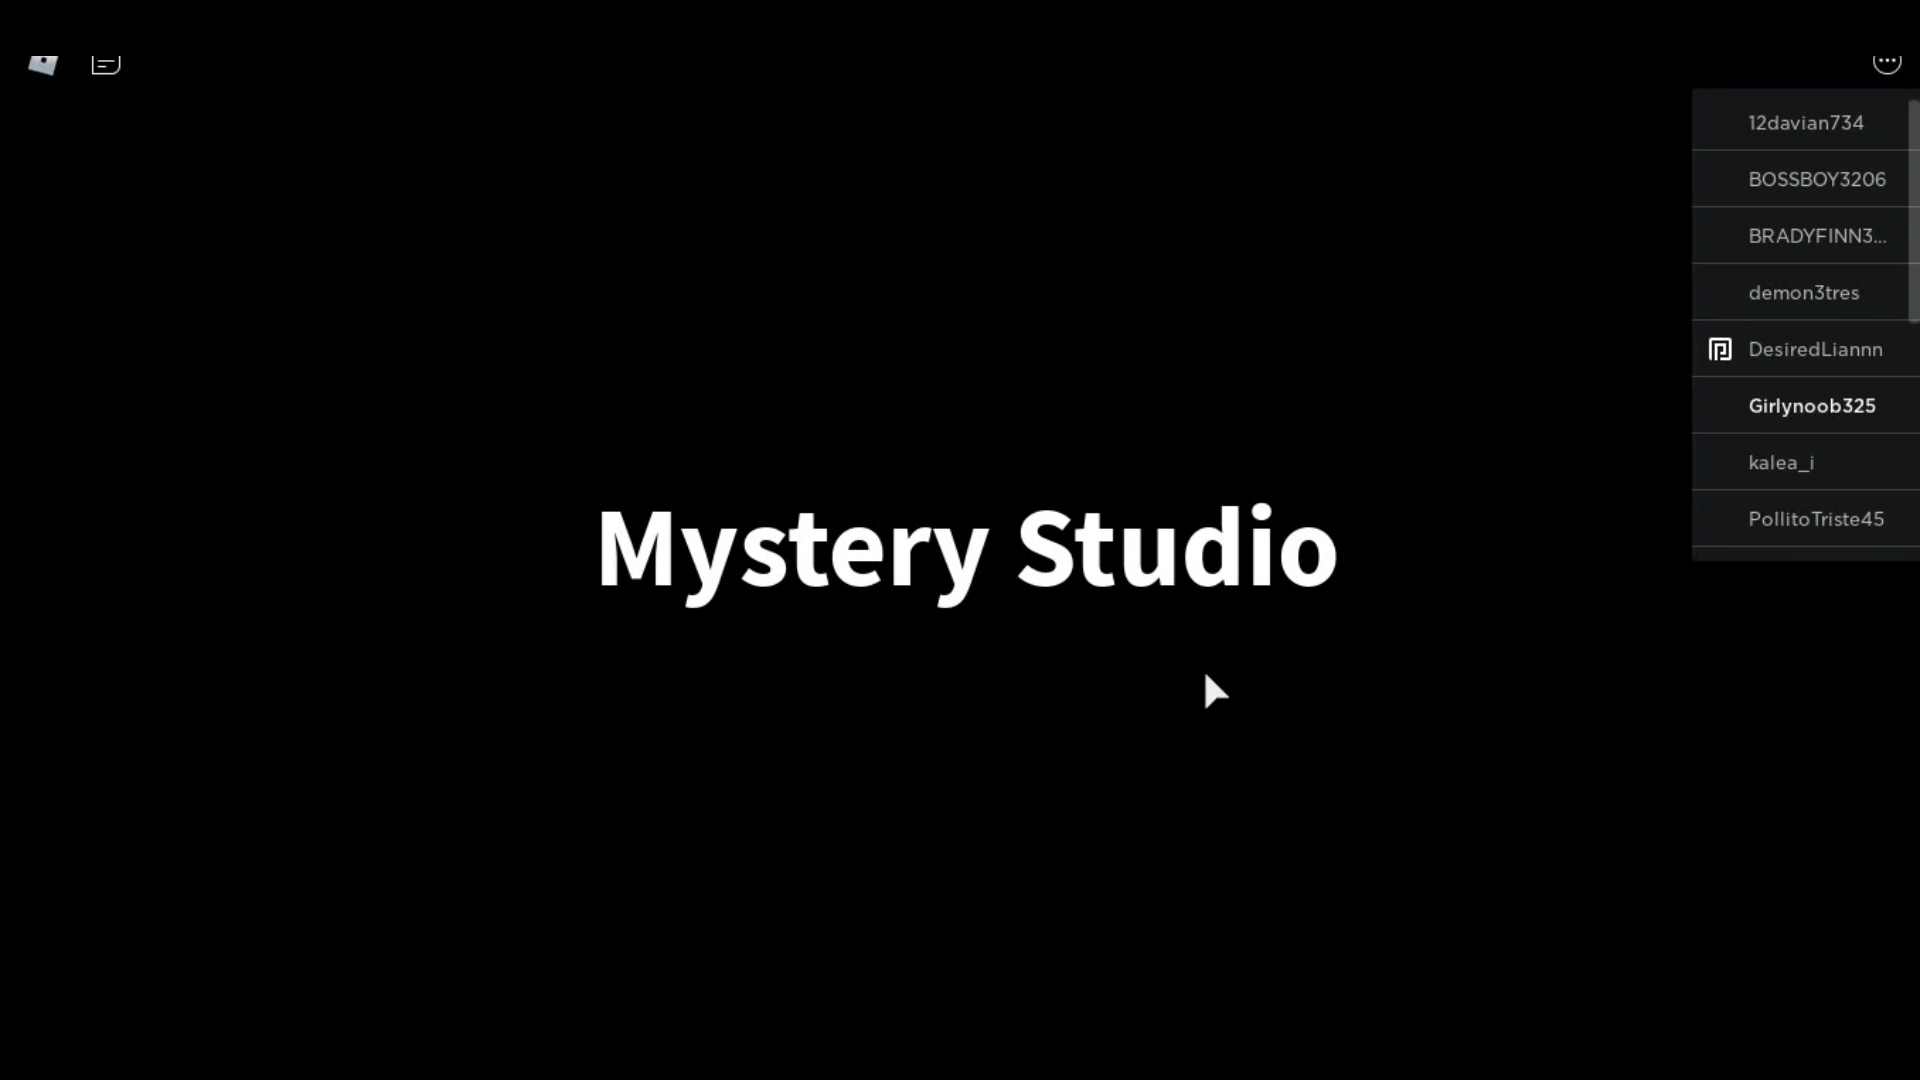 12davian734
BOSSBOY3206
BRADYFINN3...
demon3tres
DesiredLiannn
Girlynoob325
kalea_i
PollitoTriste45
Mystery Studio